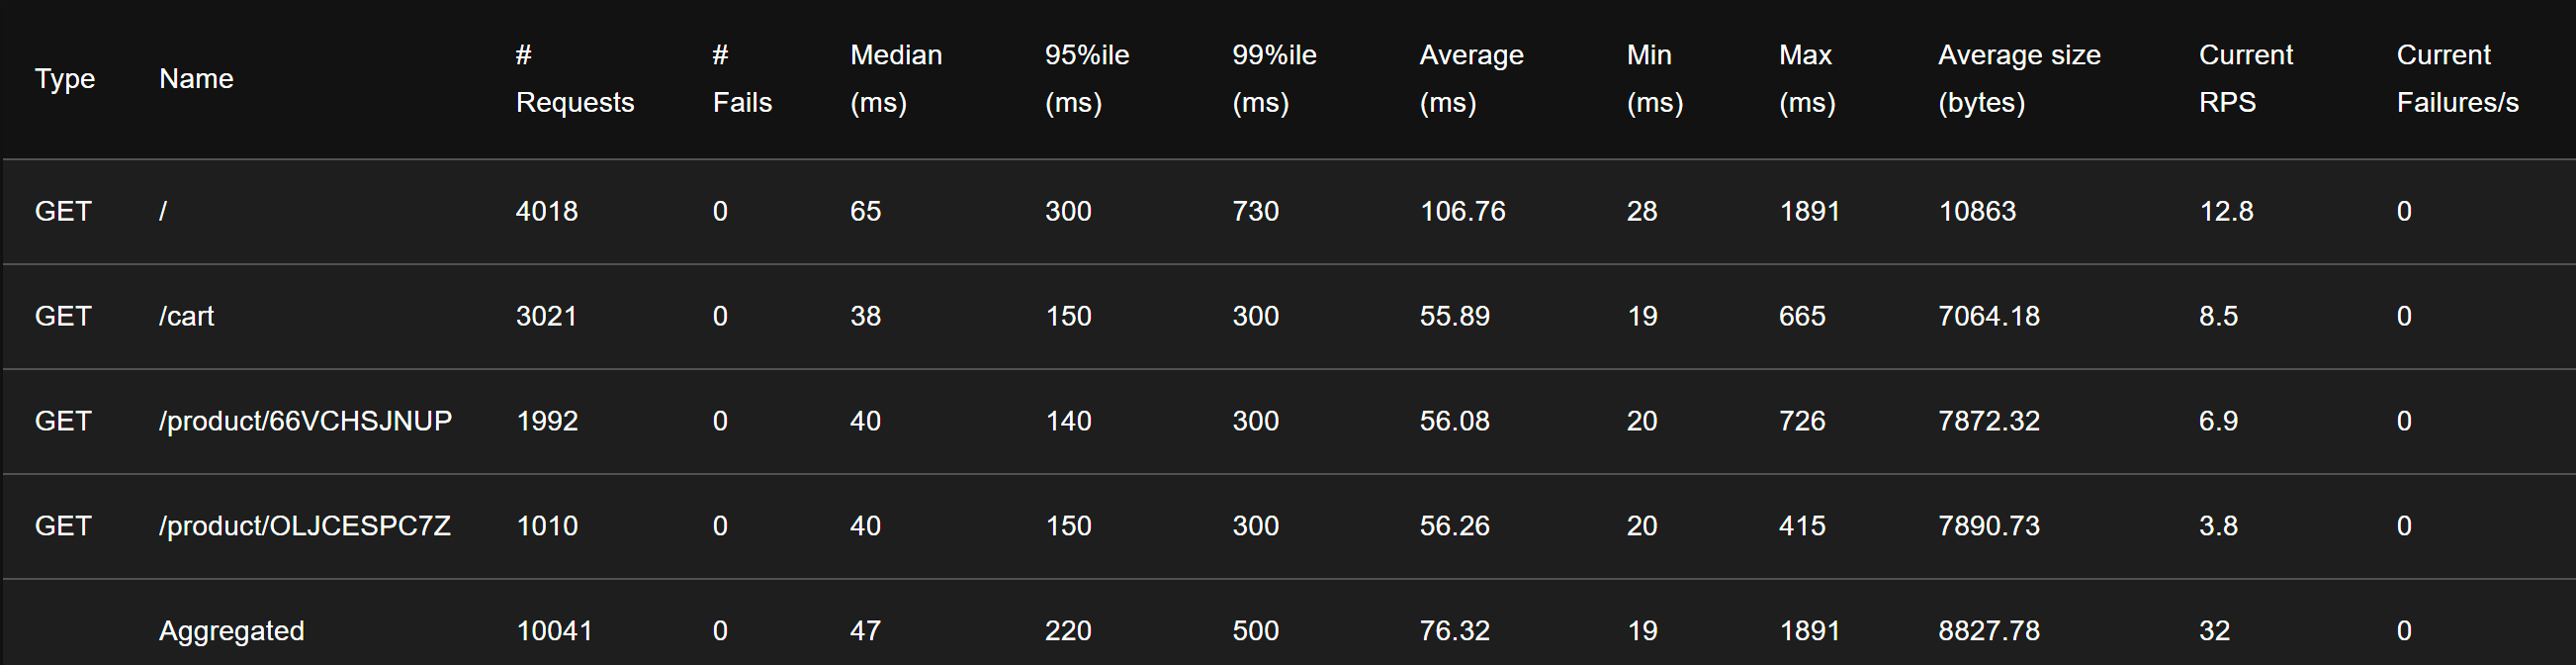 Type Name # Requests # Fails Median (ms) 95%ile (ms) 99%ile (ms) Average (ms) Min (ms) Max (ms) Average size (bytes) Current RPS Current Failures/s
GET / 4018 0 65 300 730 106.76 28 1891 10863 12.8 0
GET /cart 3021 0 38 150 300 55.89 19 665 7064.18 8.5 0
GET /product/66VCHSJNUP 1992 0 40 140 300 56.08 20 726 7872.32 6.9 0
GET /product/OLJCESPC7Z 1010 0 40 150 300 56.26 20 415 7890.73 3.8 0
Aggregated 10041 0 47 220 500 76.32 19 1891 8827.78 32 0